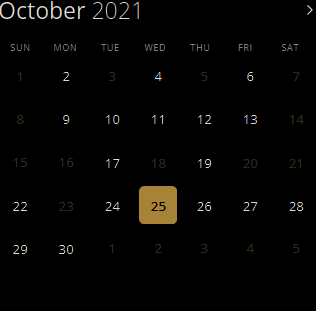 October 2021
SUN MON TUE WED THU FRI SAT
1 2 3 4 5 6 7
8 9 10 11 12 13 14
15 16 17 18 19 20 21
22 23 24 25 26 27 28
29 30 1 2 3 4 5